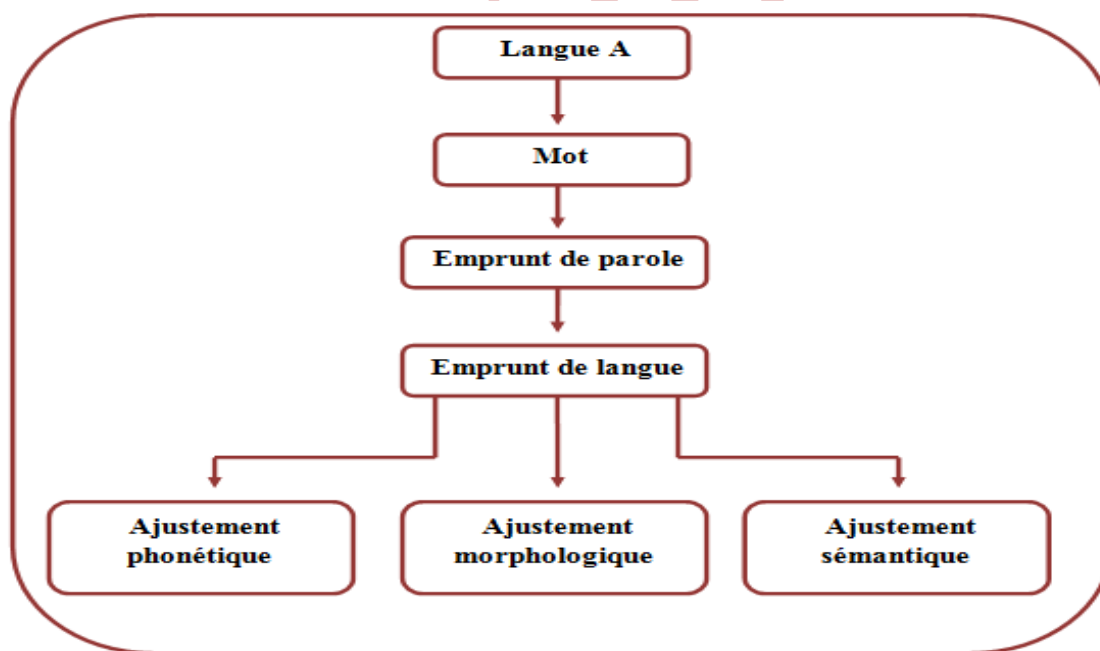 Langue A
Mot
Emprunt de parole
Emprunt de langue
Ajustement
phonétique
Ajustement
morphologique
Ajustement
sémantique